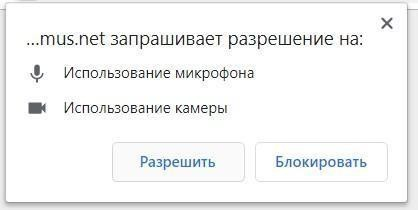 ...mus.net запрашивает разрешение на:
Использование микрофона
Использование камеры
Разрешить Блокировать